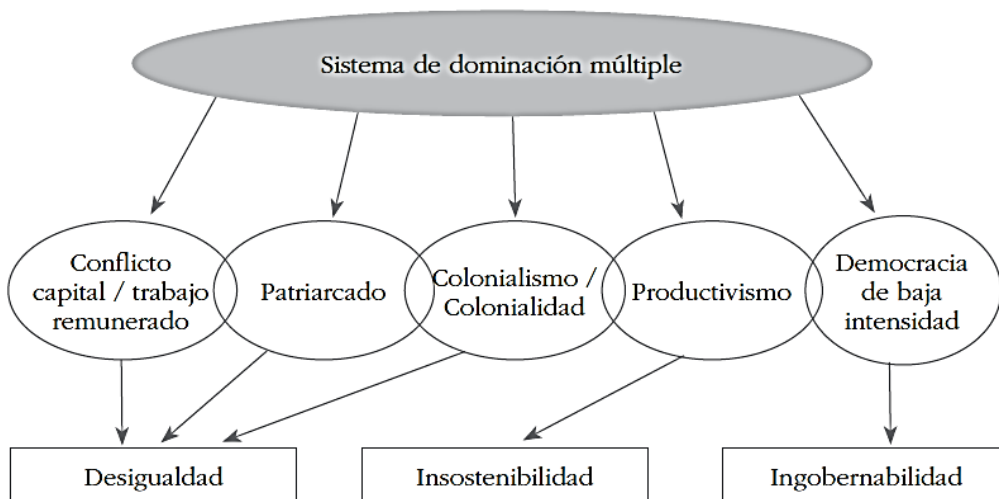 Sistema de dominación múltiple
Conflicto
capital / trabajo
remunerado
Patriarcado
Colonialismo /
Colonialidad
Productivismo
Democracia
de baja
intensidad
Desigualdad
Insostenibilidad
Ingobernabilidad